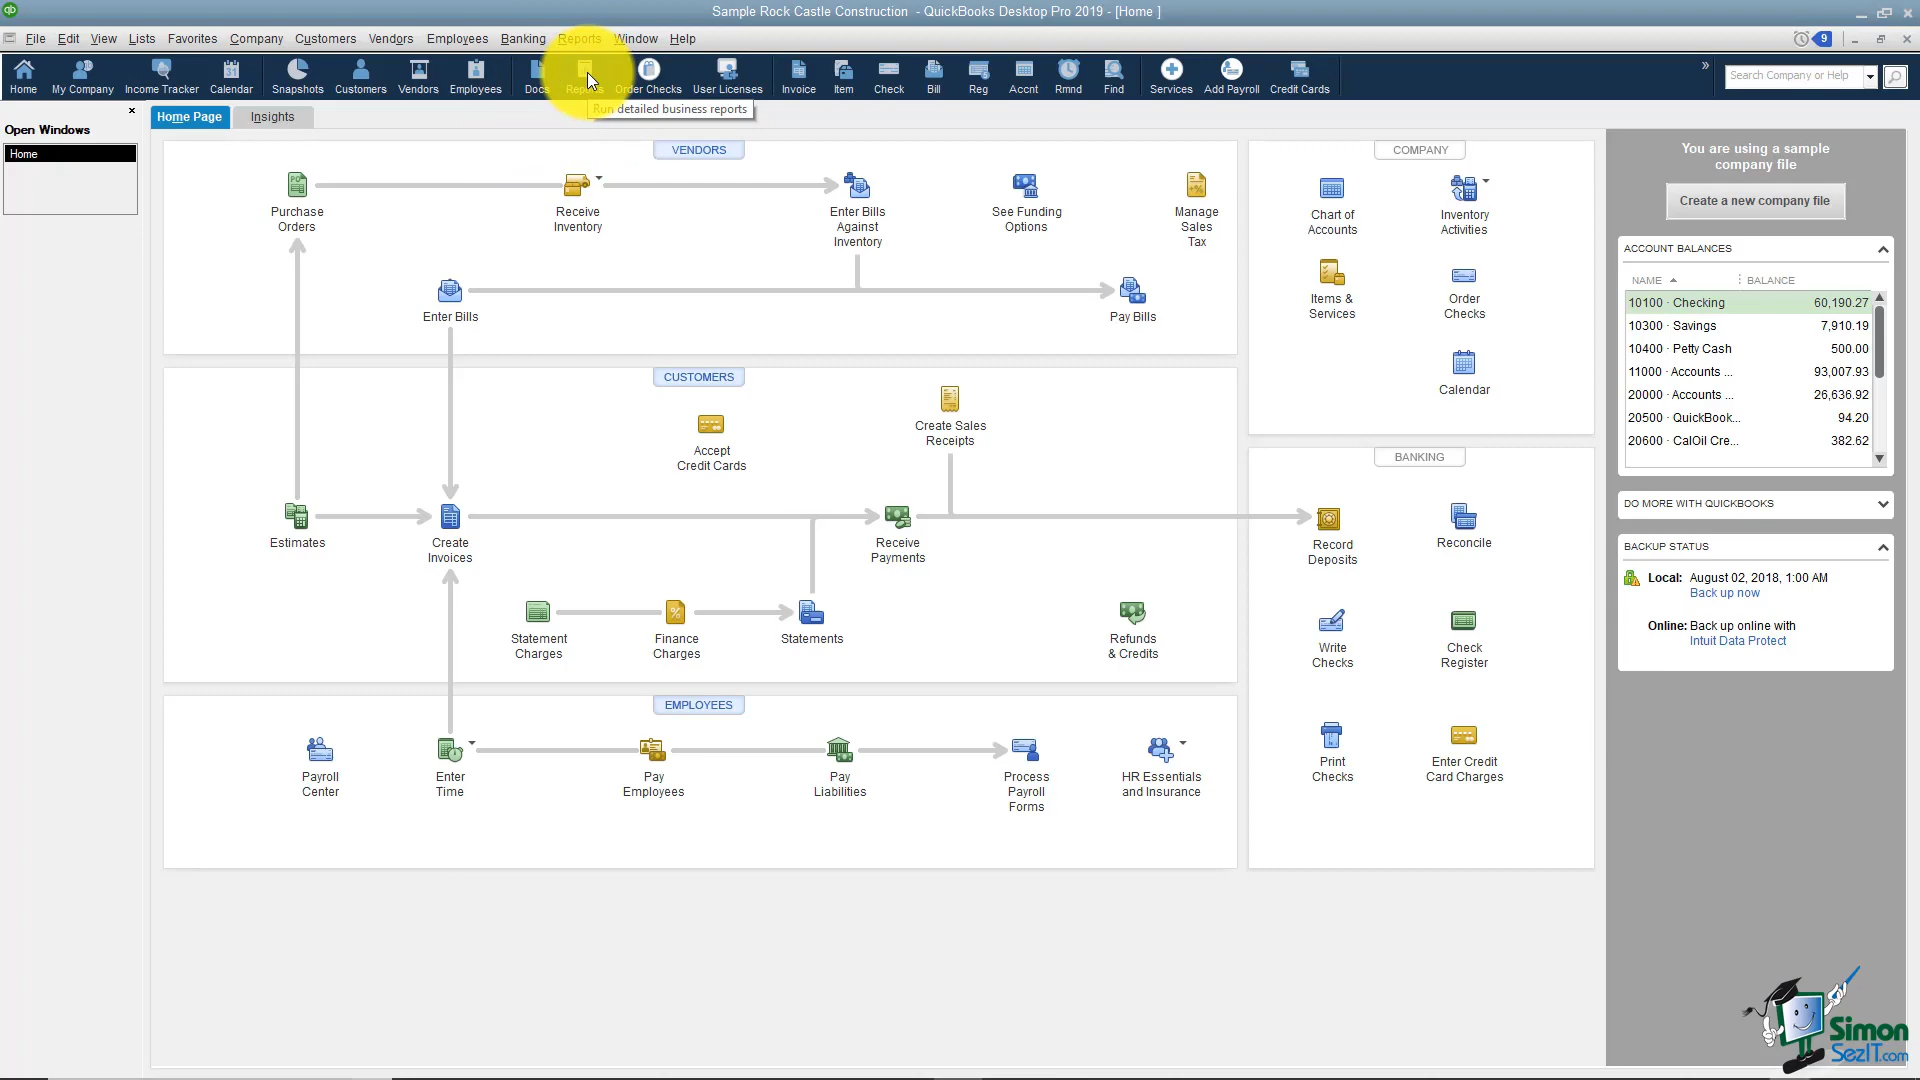 Sample Rock Castle Construction - QuickBooks Desktop Pro 2019 - [Home ]
File Edit View Lists Favorites Company Customers Vendors Employees Banking Reports Window Help
9
Home My Company Income Tracker Calendar Snapshots Customers Vendors Employees Docs Reports Order Checks User Licenses Invoice Item Check Bill Reg Accnt Rmnd Find Services Add Payroll Credit Cards
31
» Search Company or Help
Run detailed business reports
Home Page Insights
Open Windows
Home
VENDORS
PO
Purchase
Orders
Receive
Inventory
Enter Bills
Against
Inventory
See Funding
Options
Manage
Sales
Tax
Enter Bills
Pay Bills
CUSTOMERS
Accept
Credit Cards
Create Sales
Receipts
Estimates
Create
Invoices
Receive
Payments
Statement
Charges
Finance
Charges
Statements
Refunds
& Credits
EMPLOYEES
Payroll
Center
Enter
Time
Pay
Employees
Pay
Liabilities
Process
Payroll
Forms
HR Essentials
and Insurance
COMPANY
Chart of
Accounts
Inventory
Activities
Items &
Services
Order
Checks
Calendar
BANKING
Record
Deposits
Reconcile
Write
Checks
Check
Register
Print
Checks
Enter Credit
Card Charges
You are using a sample
company file
Create a new company file
ACCOUNT BALANCES
NAME BALANCE
10100 · Checking 60,190.27
10300 · Savings 7,910.19
10400 · Petty Cash 500.00
11000 · Accounts ... 93,007.93
20000 · Accounts ... 26,636.92
20500 · QuickBook... 94.20
20600 · CalOil Cre... 382.62
DO MORE WITH QUICKBOOKS
BACKUP STATUS
Local: August 02, 2018, 1:00 AM
Back up now
Online: Back up online with
Intuit Data Protect
Simon
SezIT.com